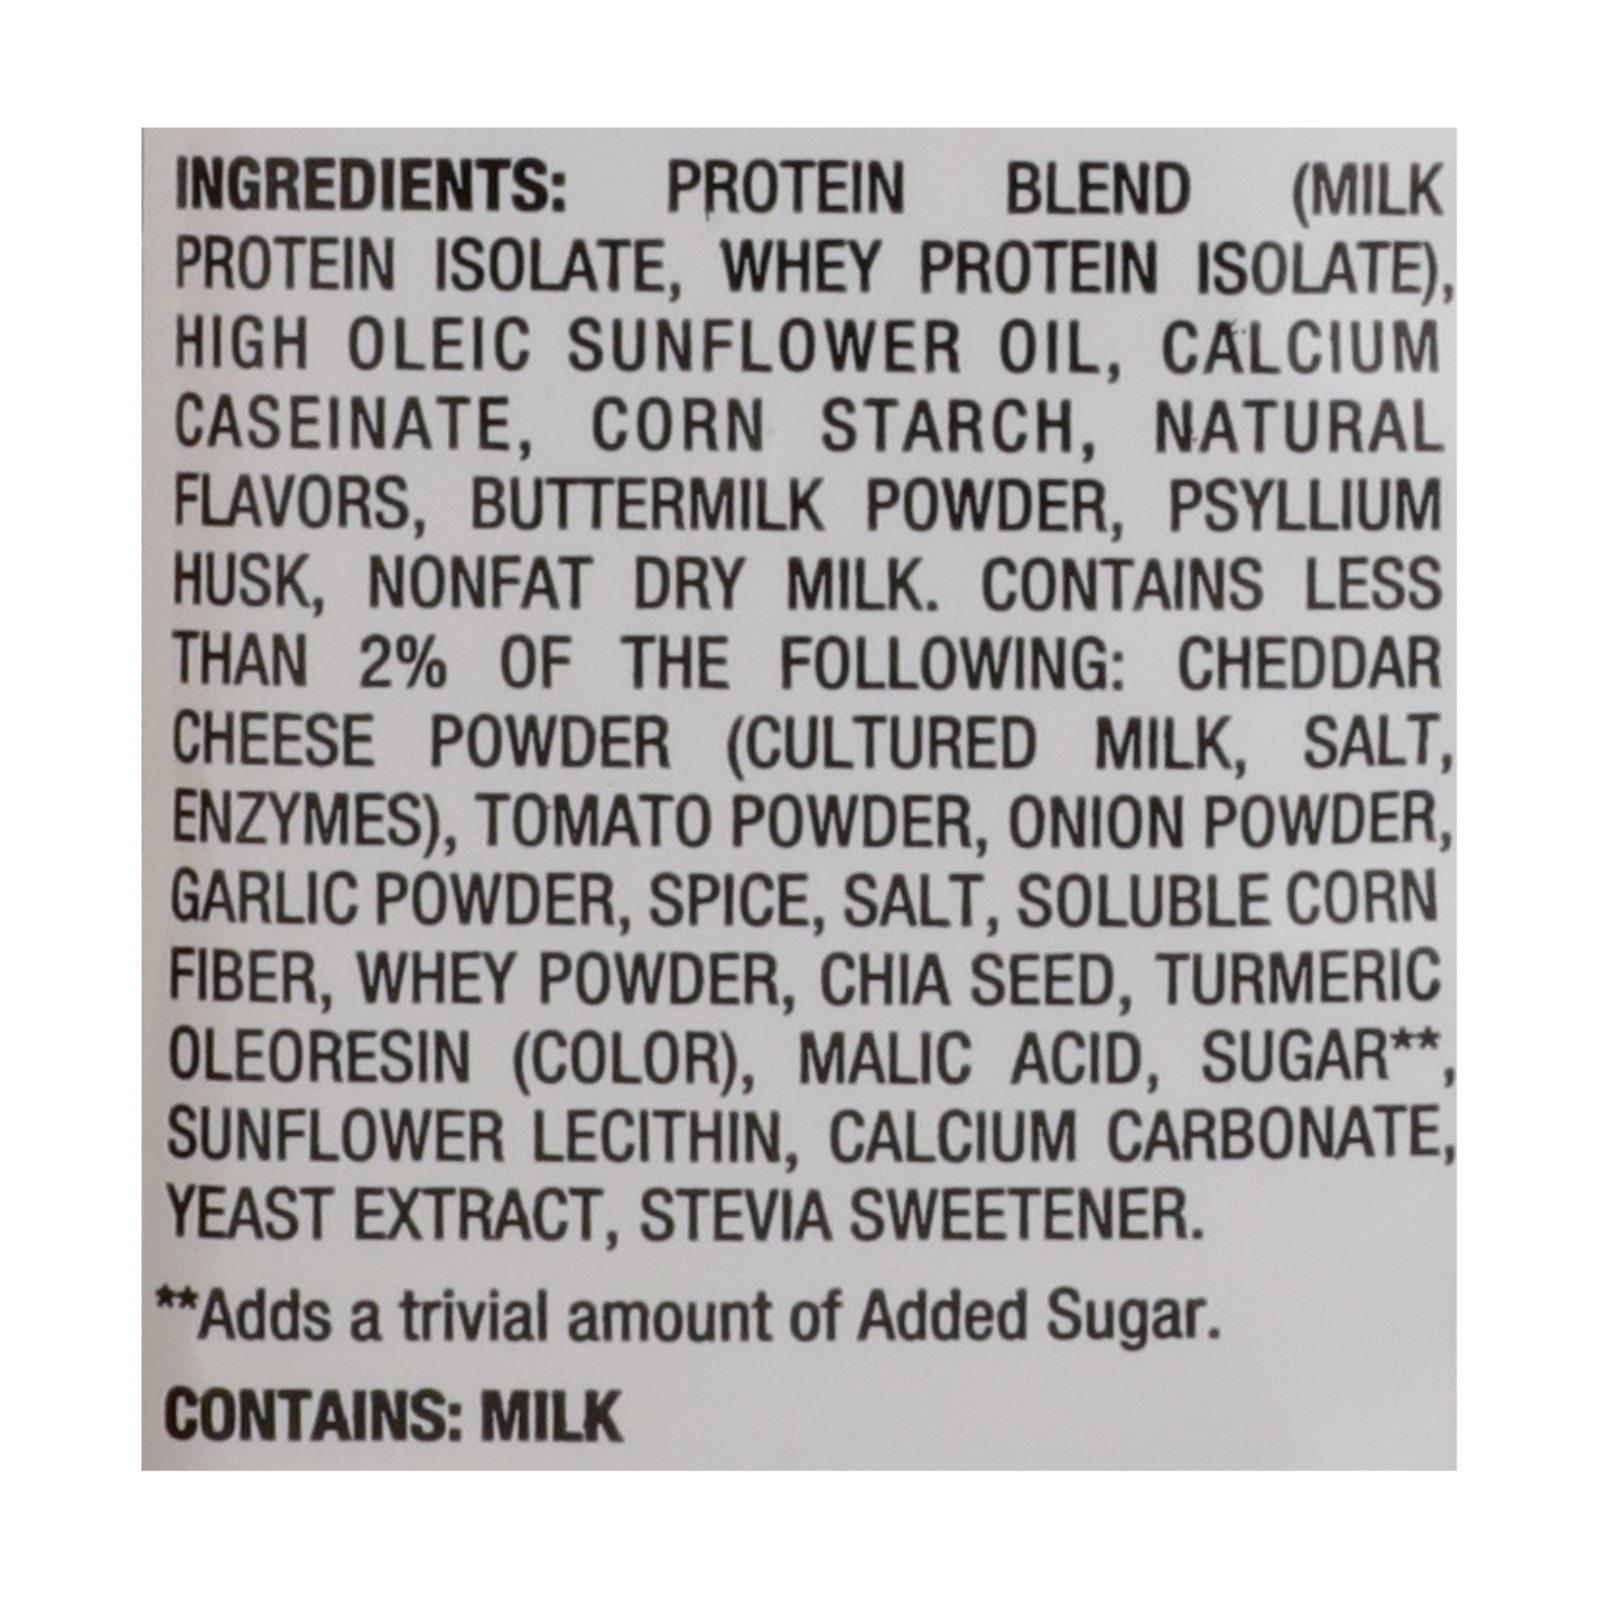 INGREDIENTS: PROTEIN BLEND (MILK
PROTEIN ISOLATE, WHEY PROTEIN ISOLATE),
HIGH OLEIC SUNFLOWER OIL, CALCIUM
CASEINATE, CORN STARCH, NATURAL
FLAVORS, BUTTERMILK POWDER, PSYLLIUM
HUSK, NONFAT DRY MILK. CONTAINS LESS
THAN 2% OF THE FOLLOWING: CHEDDAR
CHEESE POWDER (CULTURED MILK, SALT,
ENZYMES), TOMATO POWDER, ONION POWDER,
GARLIC POWDER, SPICE, SALT, SOLUBLE CORN
FIBER, WHEY POWDER, CHIA SEED, TURMERIC
OLEORESIN (COLOR), MALIC ACID, SUGAR**,
SUNFLOWER LECITHIN, CALCIUM CARBONATE,
YEAST EXTRACT, STEVIA SWEETENER.
**Adds a trivial amount of Added Sugar.
CONTAINS: MILK